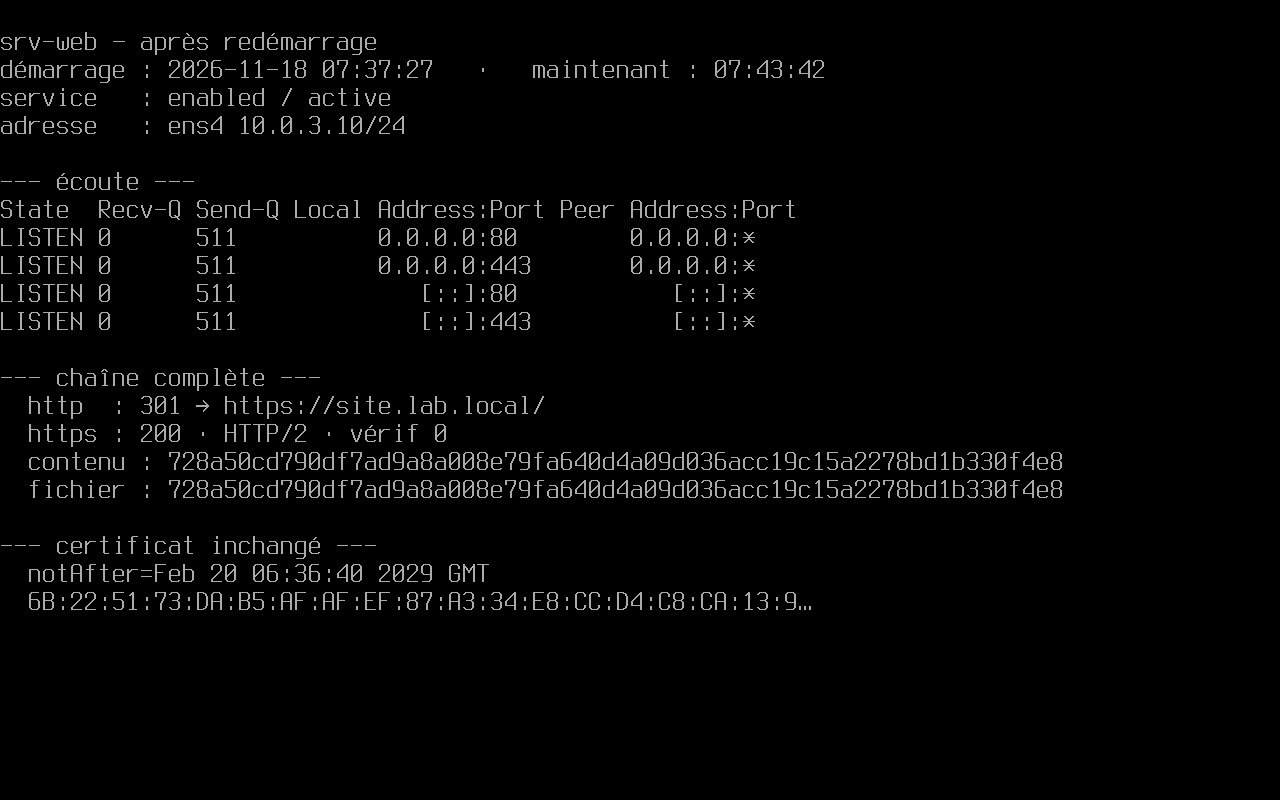 srv-web — après redémarrage
démarrage : 2026-11-18 07:37:27   ·   maintenant : 07:43:42
service   : enabled / active
adresse   : ens4 10.0.3.10/24
--- écoute ---
State  Recv-Q Send-Q Local Address:Port Peer Address:Port
LISTEN 0      511          0.0.0.0:80        0.0.0.0:*
LISTEN 0      511          0.0.0.0:443       0.0.0.0:*
LISTEN 0      511             [::]:80           [::]:*
LISTEN 0      511             [::]:443          [::]:*
--- chaîne complète ---
http  : 301 → https://site.lab.local/
https : 200 · HTTP/2 · vérif 0
contenu : 728a50cd790df7ad9a8a008e79fa640d4a09d036acc19c15a2278bd1b330f4e8
fichier : 728a50cd790df7ad9a8a008e79fa640d4a09d036acc19c15a2278bd1b330f4e8
--- certificat inchangé ---
notAfter=Feb 20 06:36:40 2029 GMT
6B:22:51:73:DA:B5:AF:AF:EF:87:A3:34:E8:CC:D4:C8:CA:13:9…